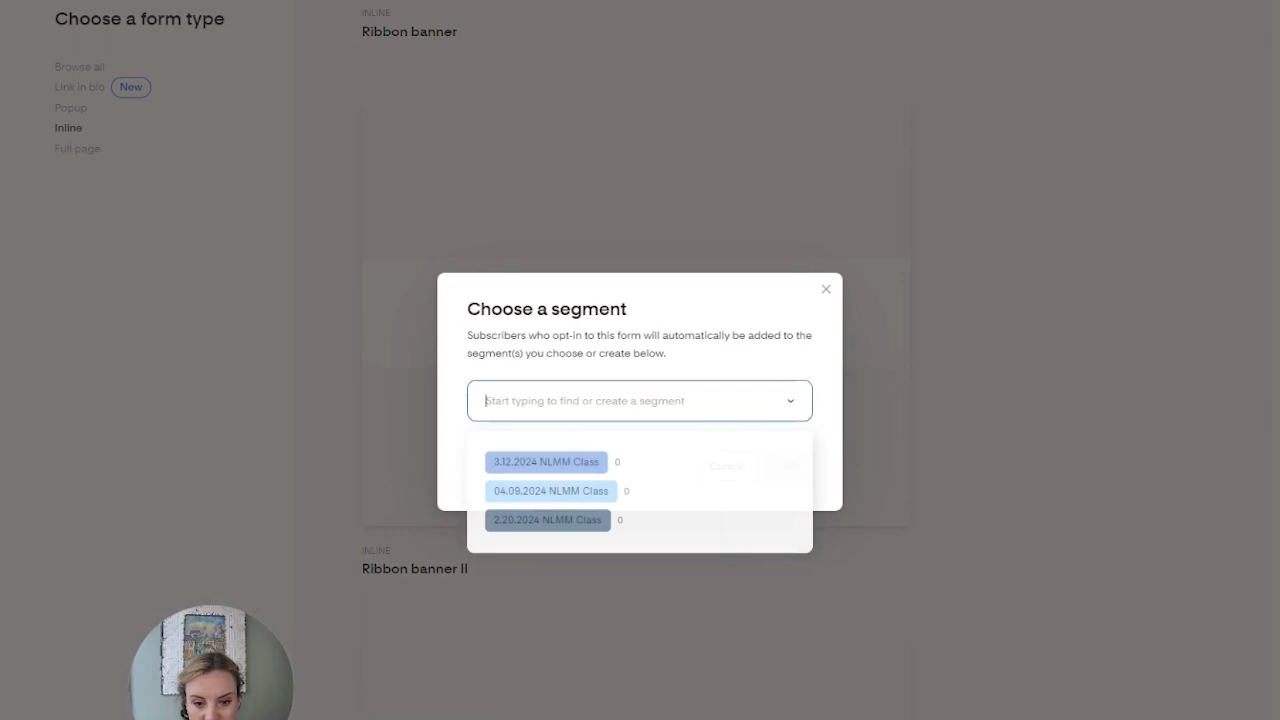 Choose a form type
Browse all
Link in bio New
Popup
Inline
Full page
INLINE
Ribbon banner
Choose a segment
Subscribers who opt-in to this form will automatically be added to the
segment(s) you choose or create below.
Start typing to find or create a segment
3.12.2024 NLMM Class 0
Cancel
04.09.2024 NLMM Class 0
2.20.2024 NLMM Class 0
INLINE
Ribbon banner II